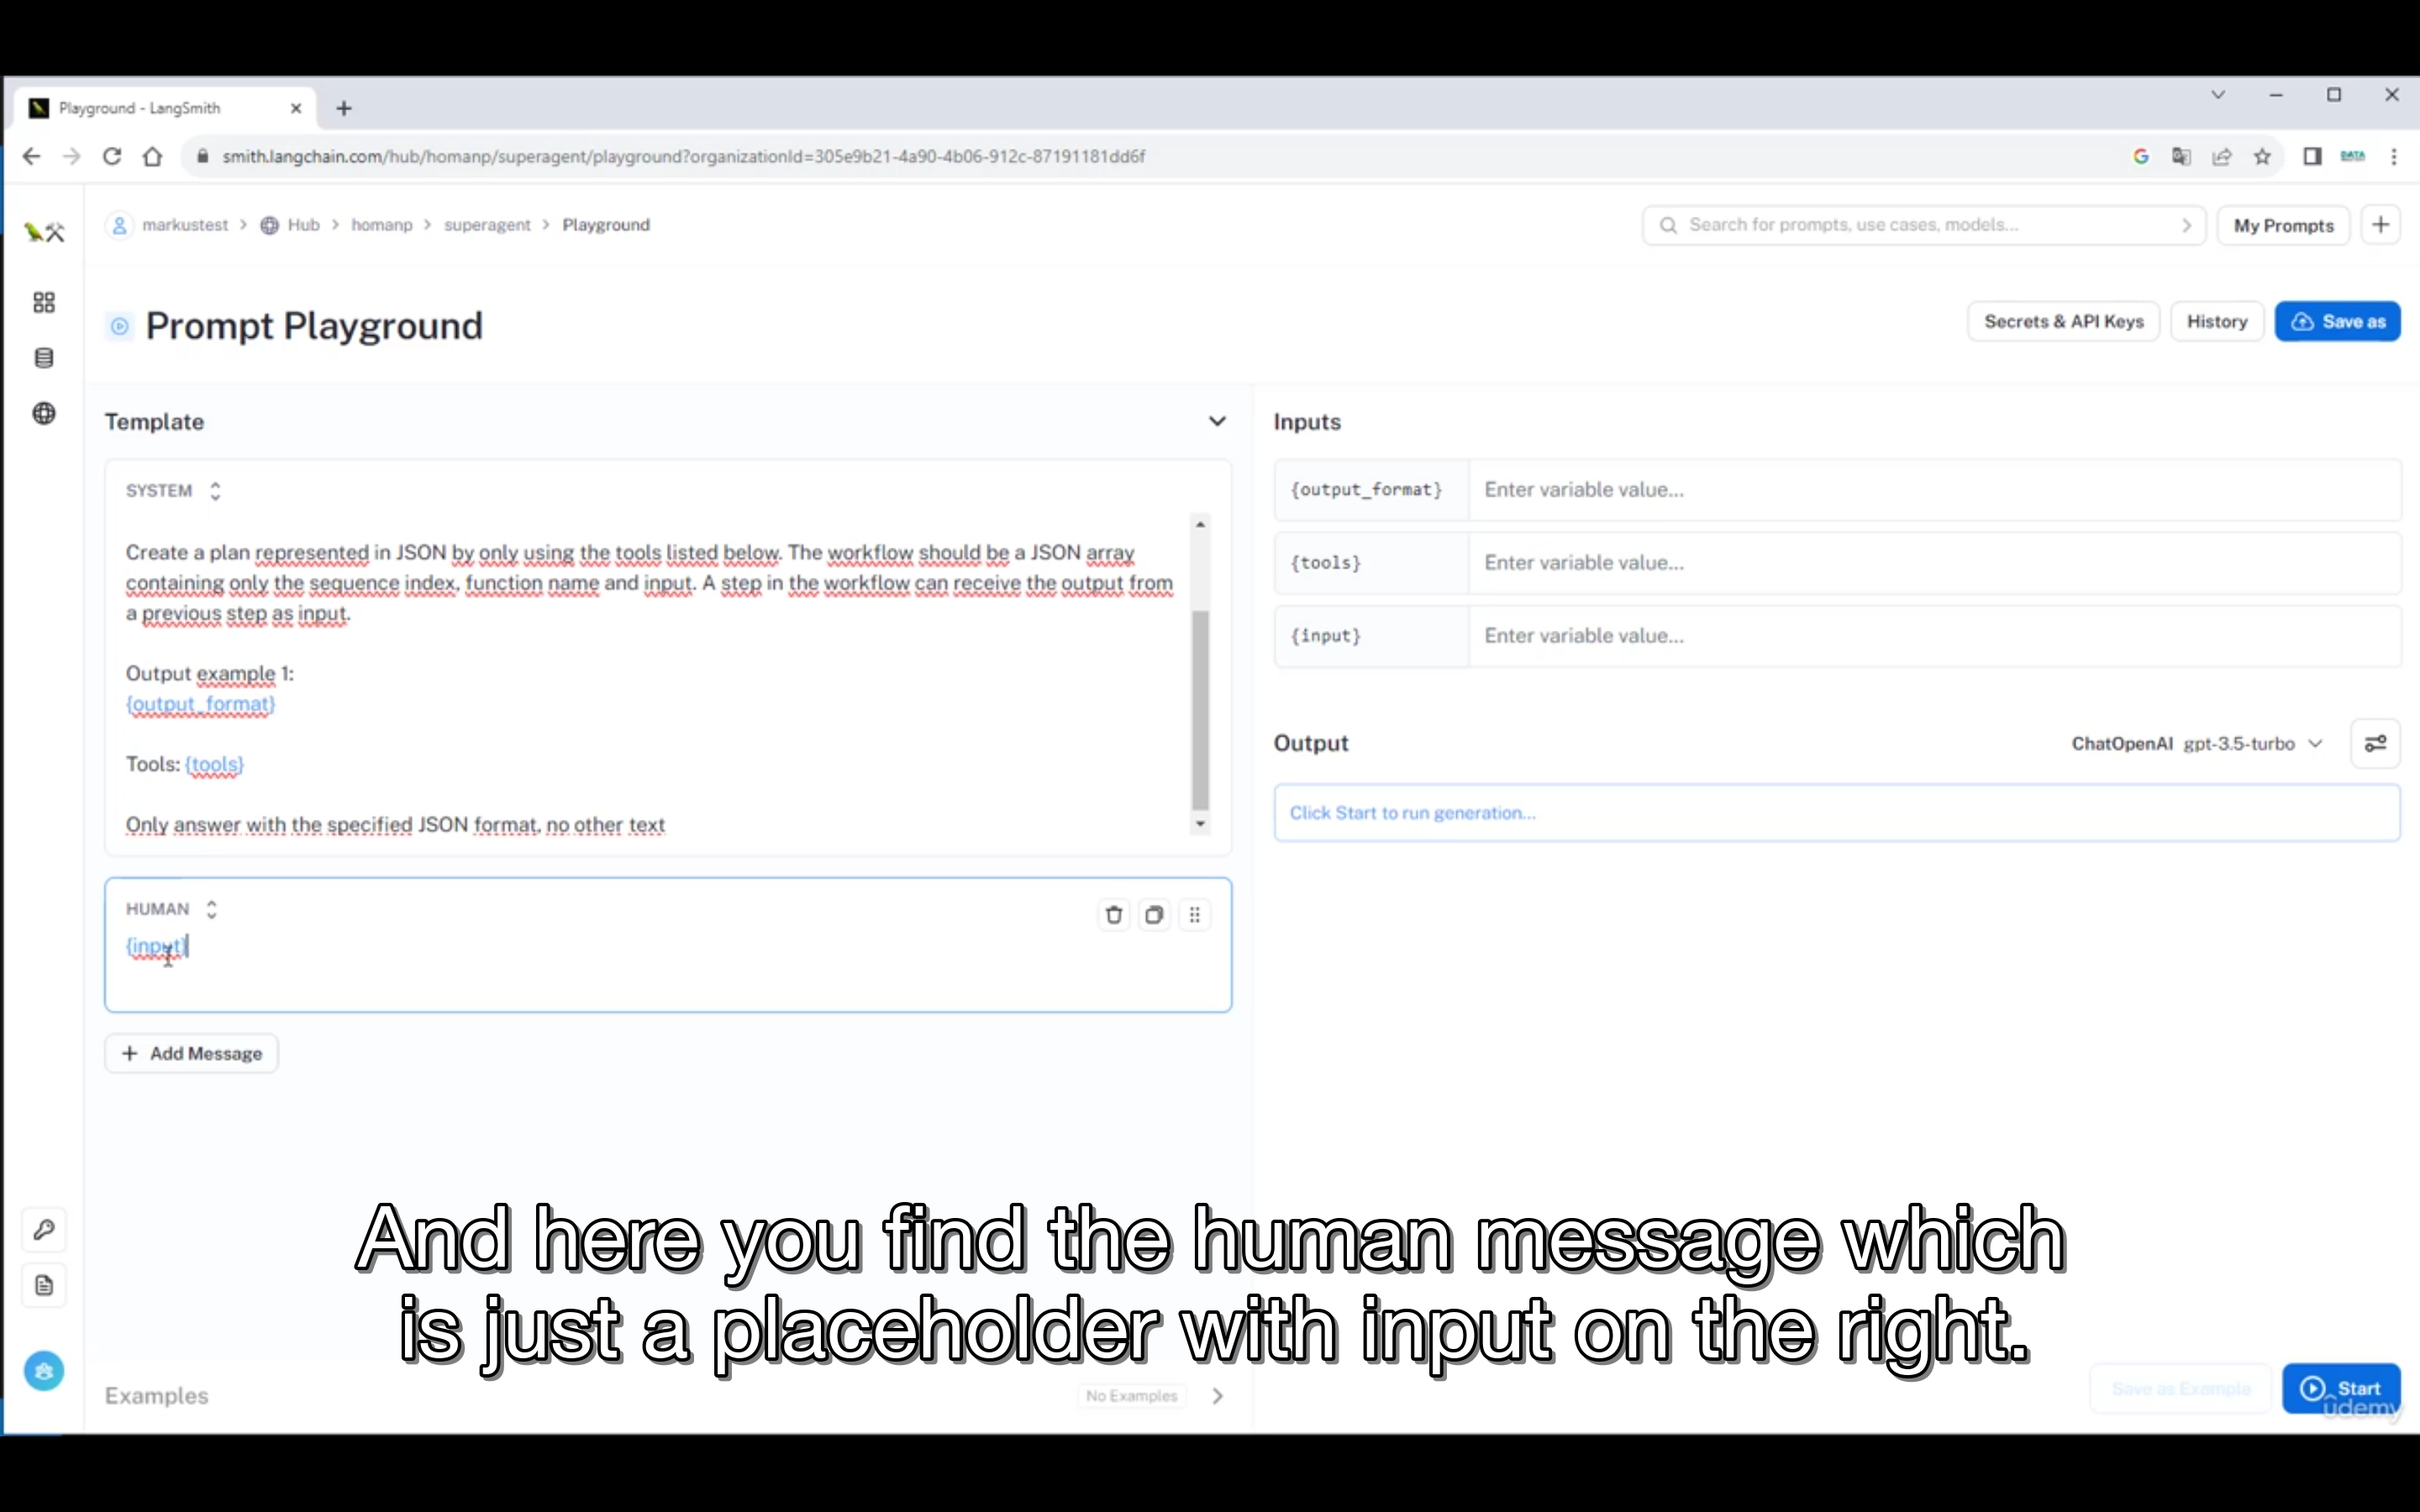 Playground - LangSmith
smith.langchain.com/hub/homanp/superagent/playground?organizationId=305e9b21-4a90-4b06-912c-87191181dd6f
DATA
markustest > Hub > homanp > superagent > Playground
Search for prompts, use cases, models...
My Prompts
Prompt Playground
Secrets & API Keys
History
Save as
Template
SYSTEM
Create a plan represented in JSON by only using the tools listed below. The workflow should be a JSON array
containing only the sequence index, function name and input. A step in the workflow can receive the output from
a previous step as input.
Output example 1:
{output_format}
Tools: {tools}
Only answer with the specified JSON format, no other text
HUMAN
{input}
+ Add Message
Inputs
{output_format} Enter variable value...
{tools} Enter variable value...
{input} Enter variable value...
Output
ChatOpenAI gpt-3.5-turbo
Click Start to run generation...
And here you find the human message which
is just a placeholder with input on the right.
Examples
No Examples
Save as Example
Start
udemy